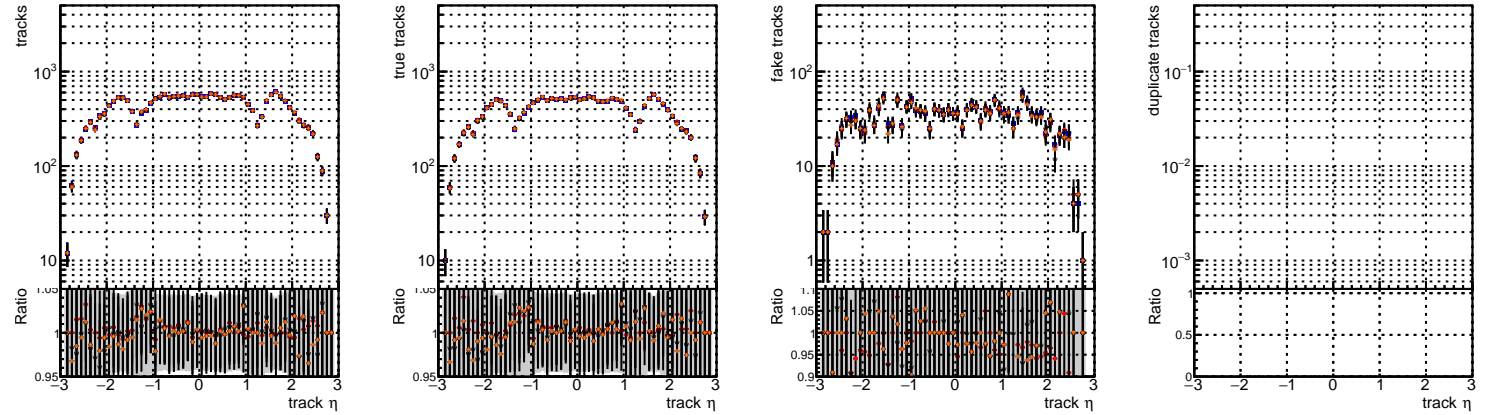 tracks
10³
10²
10
Ratio
1.05
1
0.95
−3 −2 −1 0 1 2 3
track η
true tracks
10³
10²
10
Ratio
1.05
1
0.95
−3 −2 −1 0 1 2 3
track η
fake tracks
10²
10
1
Ratio
1.1
1.05
1
0.95
0.9
−3 −2 −1 0 1 2 3
track η
duplicate tracks
10⁻¹
10⁻²
10⁻³
Ratio
1
0.5
0
−3 −2 −1 0 1 2 3
track η